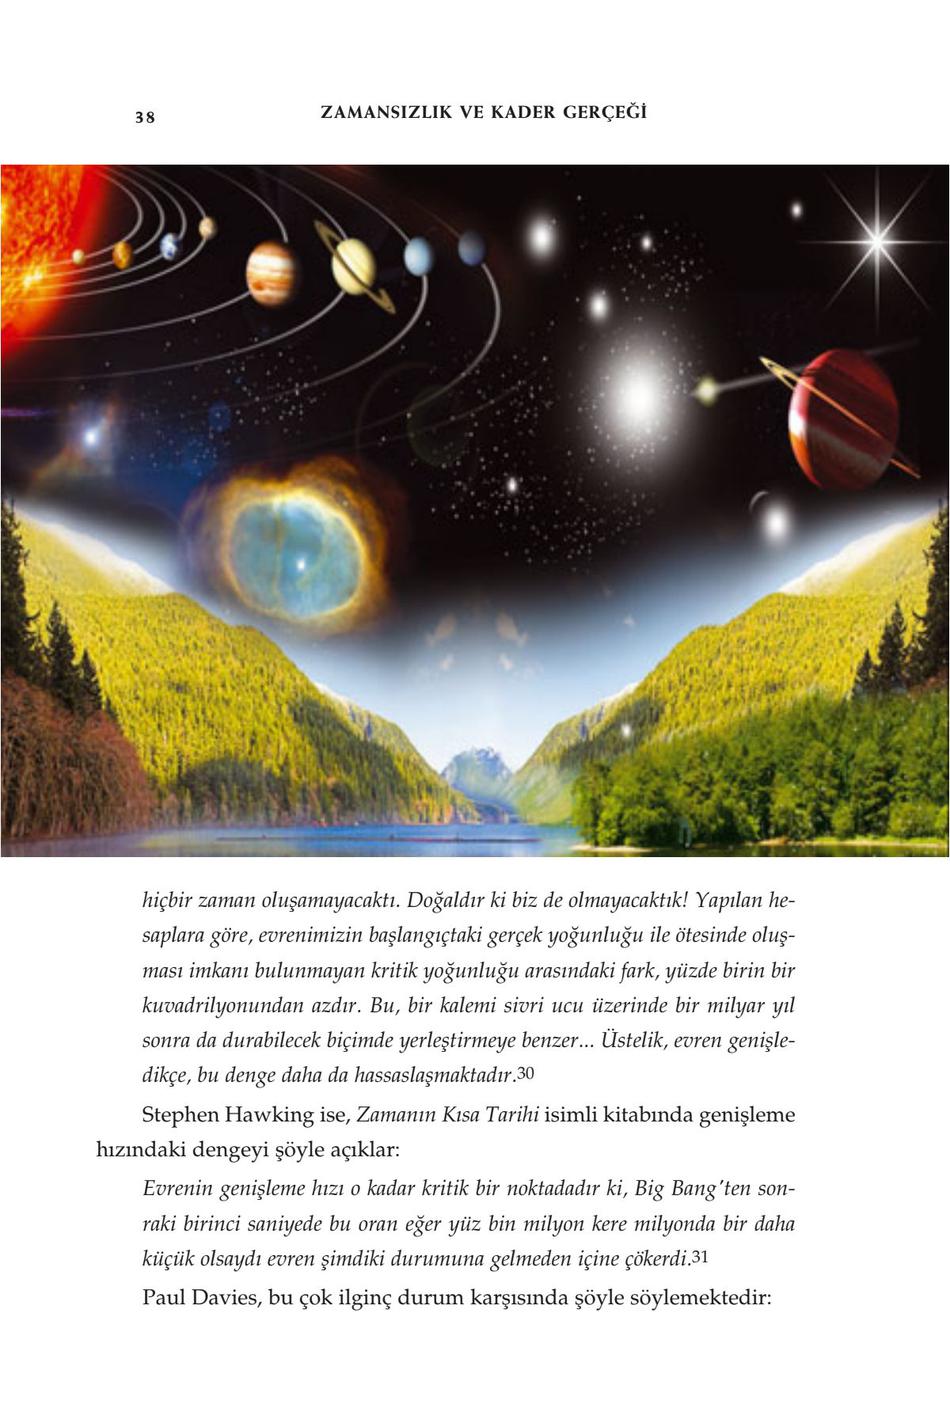 38
ZAMANSIZLIK VE KADER GERÇEĞİ
hiçbir zaman oluşamayacaktı. Doğaldır ki biz de olmayacaktık! Yapılan he-
saplara göre, evrenimizin başlangıçtaki gerçek yoğunluğu ile ötesinde oluş-
ması imkanı bulunmayan kritik yoğunluğu arasındaki fark, yüzde birin bir
kuvadrilyonundan azdır. Bu, bir kalemi sivri ucu üzerinde bir milyar yıl
sonra da durabilecek biçimde yerleştirmeye benzer... Üstelik, evren genişle-
dikçe, bu denge daha da hassaslaşmaktadır.30
Stephen Hawking ise, Zamanın Kısa Tarihi isimli kitabında genişleme
hızındaki dengeyi şöyle açıklar:
Evrenin genişleme hızı o kadar kritik bir noktadadır ki, Big Bang'ten son-
raki birinci saniyede bu oran eğer yüz bin milyon kere milyonda bir daha
küçük olsaydı evren şimdiki durumuna gelmeden içine çökerdi.31
Paul Davies, bu çok ilginç durum karşısında şöyle söylemektedir: